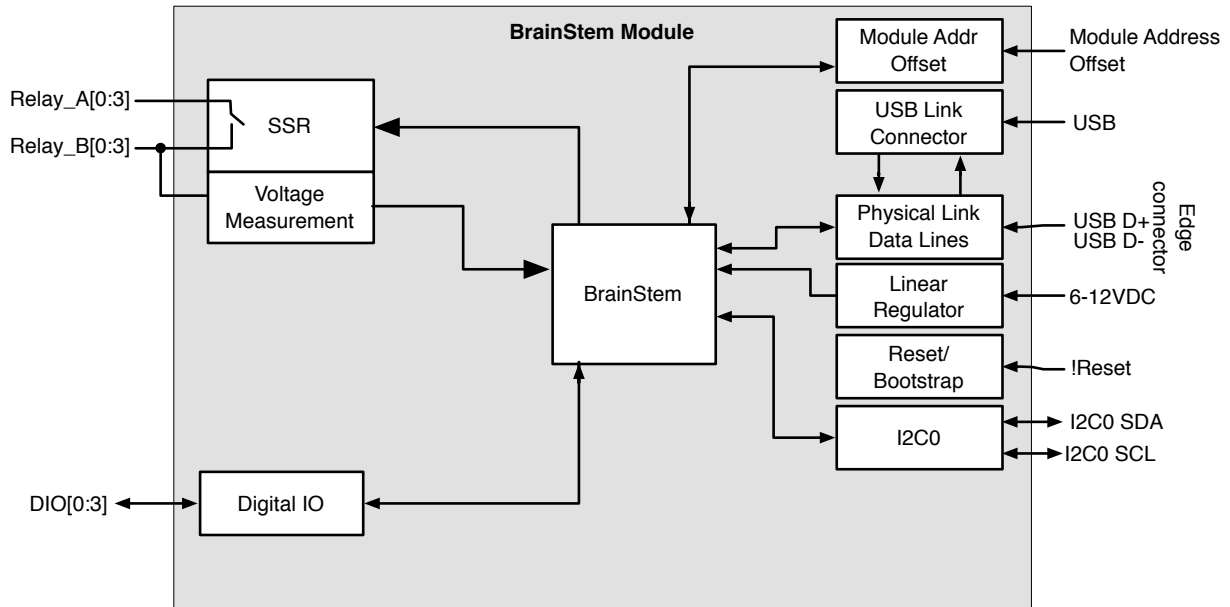 BrainStem Module
Module Addr
Offset
Module Address
Offset
Relay_A[0:3]
SSR
Relay_B[0:3]
USB Link
Connector
USB
Voltage
Measurement
Physical Link
Data Lines
USB D+
USB D-
Edge
connector
BrainStem
Linear
Regulator
6-12VDC
Reset/
Bootstrap
!Reset
I2C0
I2C0 SDA
I2C0 SCL
DIO[0:3]
Digital IO